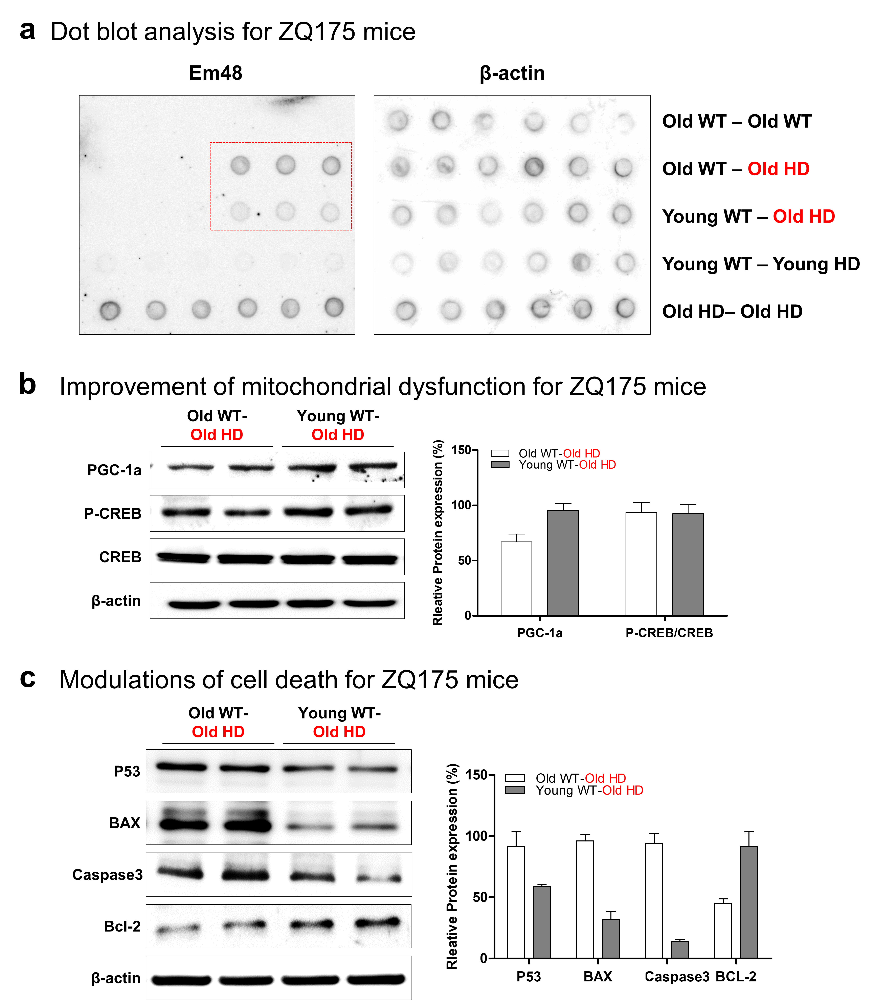 a Dot blot analysis for ZQ175 mice
Em48
β-actin
Old WT – Old WT
Old WT – Old HD
Young WT – Old HD
Young WT – Young HD
Old HD– Old HD
b Improvement of mitochondrial dysfunction for ZQ175 mice
Old WT-
Old HD
Young WT-
Old HD
PGC-1a
P-CREB
CREB
β-actin
Rleative Protein expression (%)
150
100
50
0
Old WT-Old HD
Young WT-Old HD
PGC-1a
P-CREB/CREB
c Modulations of cell death for ZQ175 mice
Old WT-
Old HD
Young WT-
Old HD
P53
BAX
Caspase3
Bcl-2
β-actin
Rleative Protein expression (%)
150
100
50
0
Old WT-Old HD
Young WT-Old HD
P53
BAX
Caspase3
BCL-2